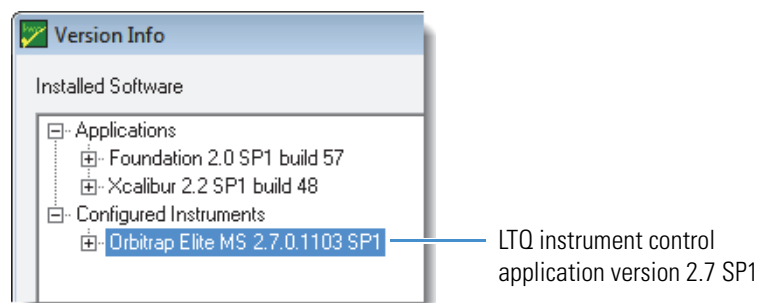 Version Info
Installed Software
Applications
Foundation 2.0 SP1 build 57
Xcalibur 2.2 SP1 build 48
Configured Instruments
Orbitrap Elite MS 2.7.0.1103 SP1
LTQ instrument control
application version 2.7 SP1